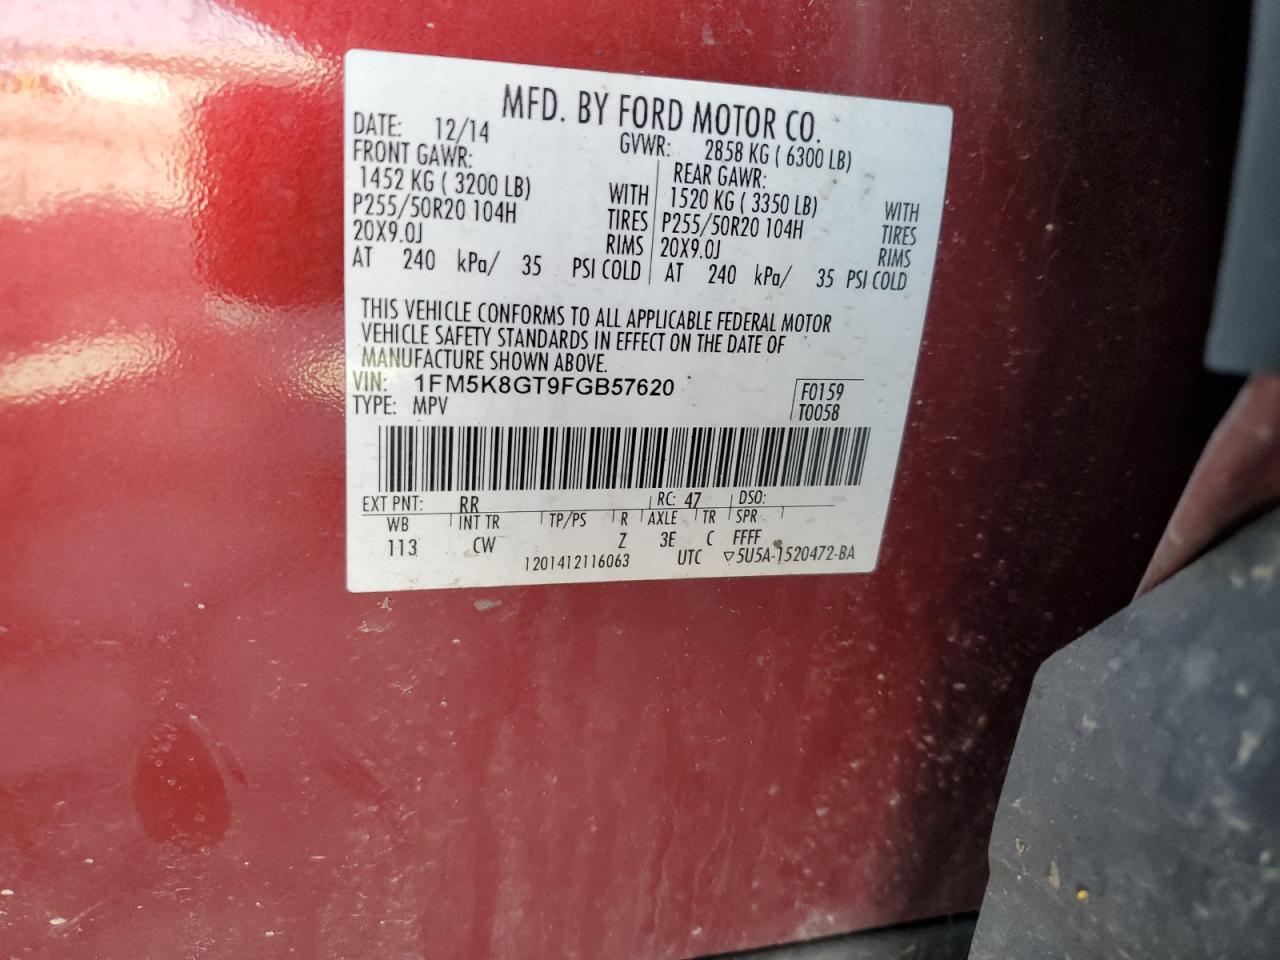 MFD. BY FORD MOTOR CO.
DATE: 12/14 GVWR: 2858 KG ( 6300 LB)
FRONT GAWR: REAR GAWR:
1452 KG ( 3200 LB) WITH 1520 KG ( 3350 LB) WITH
P255/50R20 104H TIRES P255/50R20 104H TIRES
20X9.0J RIMS 20X9.0J RIMS
AT 240 kPa/ 35 PSI COLD AT 240 kPa/ 35 PSI COLD
THIS VEHICLE CONFORMS TO ALL APPLICABLE FEDERAL MOTOR
VEHICLE SAFETY STANDARDS IN EFFECT ON THE DATE OF
MANUFACTURE SHOWN ABOVE.
VIN: 1FM5K8GT9FGB57620 F0159
TYPE: MPV T0058
EXT PNT: RR RC: 47 DSO:
WB INT TR TP/PS R AXLE TR SPR
113 CW Z 3E C FFFF
1201412116063 UTC ▽5U5A-1520472-BA